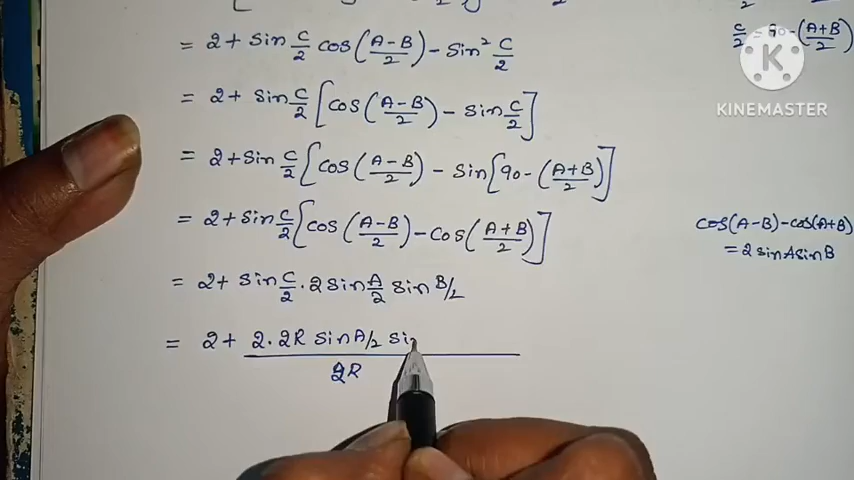 = 2 + sin C/2 cos(A-B/2) - sin² C/2
C/2 = 90 - (A+B/2)
KINEMASTER
= 2 + sin C/2 [cos(A-B/2) - sin C/2]
= 2 + sin C/2 [cos(A-B/2) - sin[90 - (A+B/2)]]
= 2 + sin C/2 [cos(A-B/2) - cos(A+B/2)]
cos(A-B) - cos(A+B)
= 2 sinA sinB
= 2 + sin C/2 . 2 sin A/2 sin B/2
= 2 + 2.2R sin A/2 sin
2R